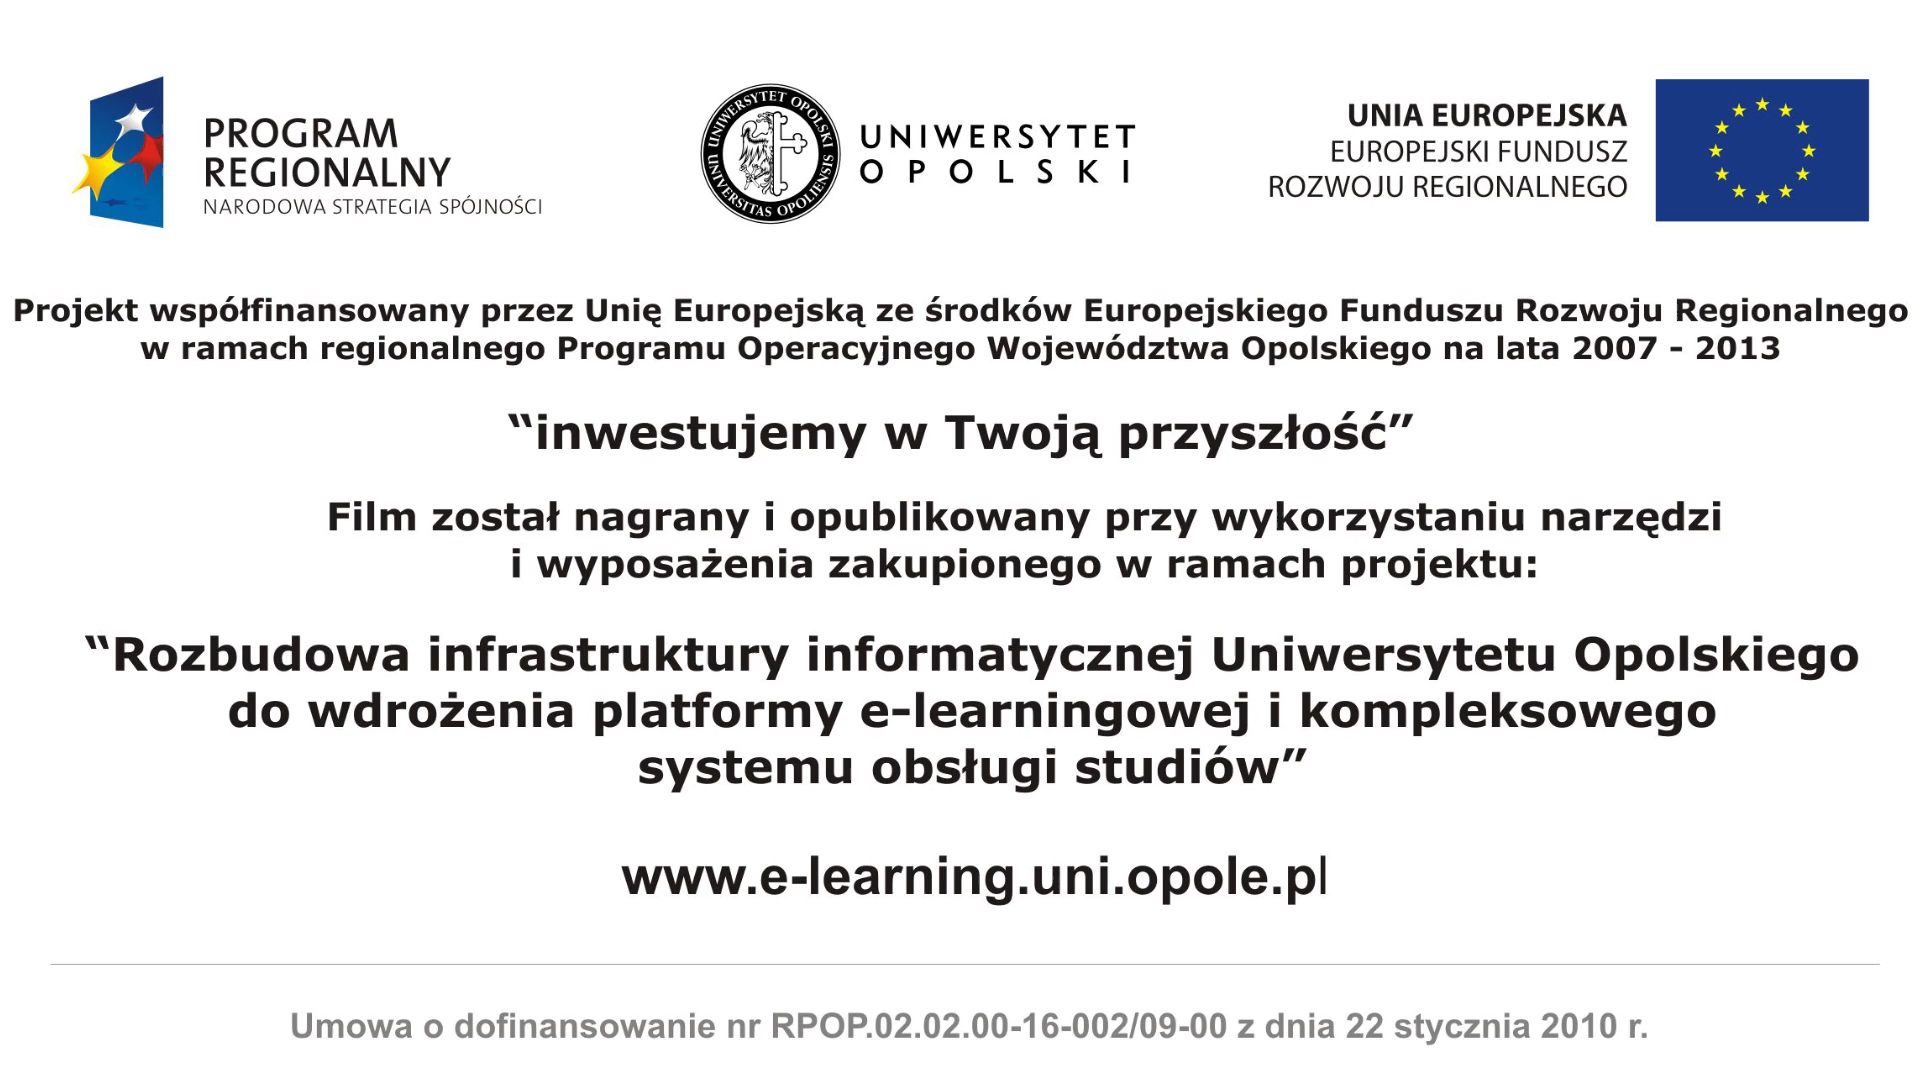 PROGRAM
REGIONALNY
NARODOWA STRATEGIA SPÓJNOŚCI
UNIWERSYTET OPOLSKI
UNIVERSITAS OPOLIENSIS
UNIWERSYTET
OPOLSKI
UNIA EUROPEJSKA
EUROPEJSKI FUNDUSZ
ROZWOJU REGIONALNEGO
Projekt współfinansowany przez Unię Europejską ze środków Europejskiego Funduszu Rozwoju Regionalnego
w ramach regionalnego Programu Operacyjnego Województwa Opolskiego na lata 2007 - 2013
“inwestujemy w Twoją przyszłość”
Film został nagrany i opublikowany przy wykorzystaniu narzędzi
i wyposażenia zakupionego w ramach projektu:
“Rozbudowa infrastruktury informatycznej Uniwersytetu Opolskiego
do wdrożenia platformy e-learningowej i kompleksowego
systemu obsługi studiów”
www.e-learning.uni.opole.pl
Umowa o dofinansowanie nr RPOP.02.02.00-16-002/09-00 z dnia 22 stycznia 2010 r.